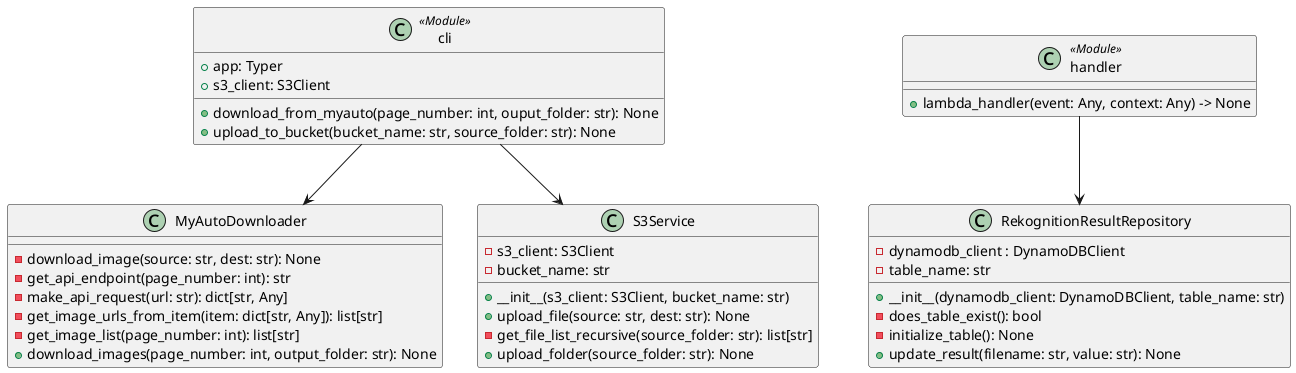 C
«Module»
cli
app: Typer
s3_client: S3Client
download_from_myauto(page_number: int, ouput_folder: str): None
upload_to_bucket(bucket_name: str, source_folder: str): None
C
«Module»
handler
lambda_handler(event: Any, context: Any) -> None
C MyAutoDownloader
download_image(source: str, dest: str): None
get_api_endpoint(page_number: int): str
make_api_request(url: str): dict[str, Any]
get_image_urls_from_item(item: dict[str, Any]): list[str]
get_image_list(page_number: int): list[str]
download_images(page_number: int, output_folder: str): None
C S3Service
s3_client: S3Client
bucket_name: str
__init__(s3_client: S3Client, bucket_name: str)
upload_file(source: str, dest: str): None
get_file_list_recursive(source_folder: str): list[str]
upload_folder(source_folder: str): None
C RekognitionResultRepository
dynamodb_client : DynamoDBClient
table_name: str
__init__(dynamodb_client: DynamoDBClient, table_name: str)
does_table_exist(): bool
initialize_table(): None
update_result(filename: str, value: str): None